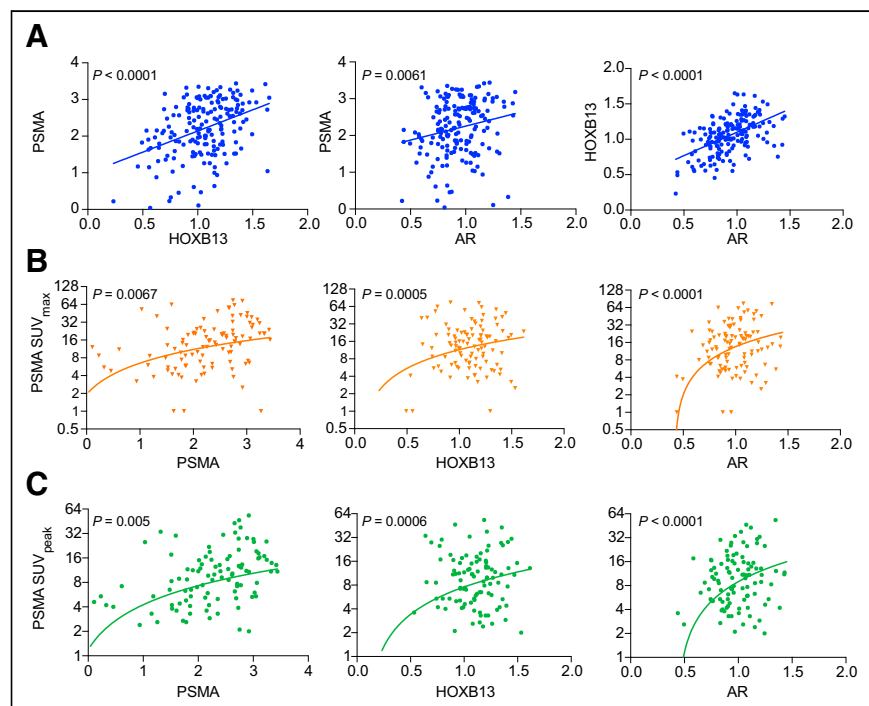 A
P < 0.0001
PSMA
4
3
2
1
0
0.0 0.5 1.0 1.5 2.0
HOXB13
P = 0.0061
PSMA
4
3
2
1
0
0.0 0.5 1.0 1.5 2.0
AR
P < 0.0001
HOXB13
2.0
1.5
1.0
0.5
0.0
0.0 0.5 1.0 1.5 2.0
AR
B
P = 0.0067
PSMA SUVmax
128
64
32
16
8
4
2
1
0.5
0 1 2 3 4
PSMA
P = 0.0005
128
64
32
16
8
4
2
1
0.5
0.0 0.5 1.0 1.5 2.0
HOXB13
P < 0.0001
128
64
32
16
8
4
2
1
0.5
0.0 0.5 1.0 1.5 2.0
AR
C
P = 0.005
PSMA SUVpeak
64
32
16
8
4
2
1
0 1 2 3 4
PSMA
P = 0.0006
64
32
16
8
4
2
1
0.0 0.5 1.0 1.5 2.0
HOXB13
P < 0.0001
64
32
16
8
4
2
1
0.0 0.5 1.0 1.5 2.0
AR